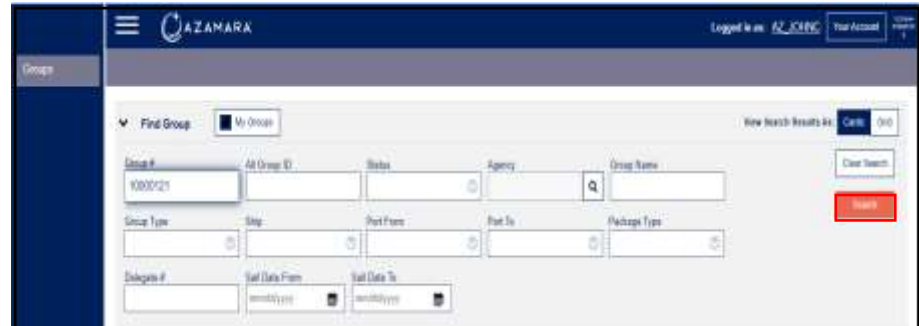 AZAMARA
Logged in as: AZ_JOHNC Your Account
Groups
Find Group My Groups View Search Results As: Cards Grid
Group # Alt Group ID Status Agency Group Name Clear Search
10000121
Search
Group Type Ship Port From Port To Package Type
Delegate # Sail Date From Sail Date To
mm/dd/yyyy mm/dd/yyyy